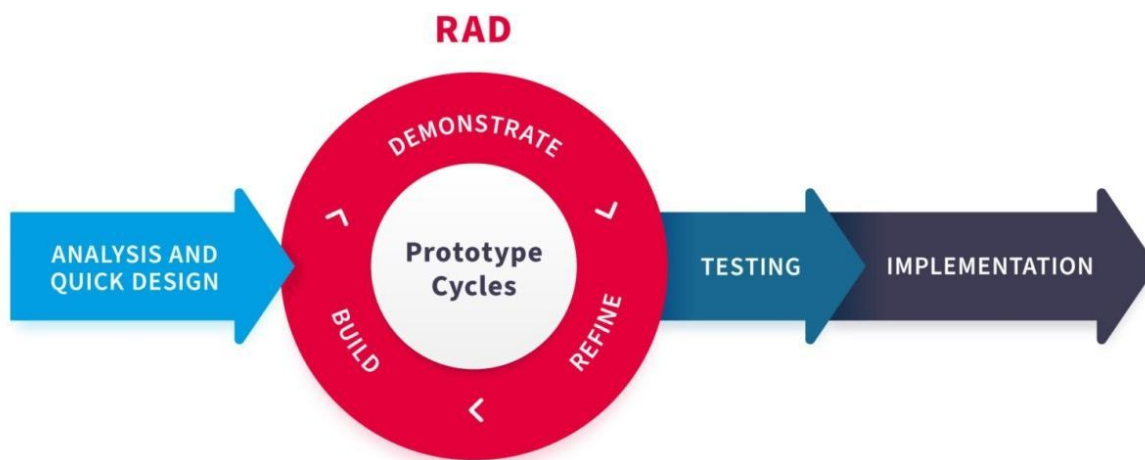 RAD
ANALYSIS AND
QUICK DESIGN
DEMONSTRATE
Prototype
Cycles
BUILD
REFINE
TESTING
IMPLEMENTATION